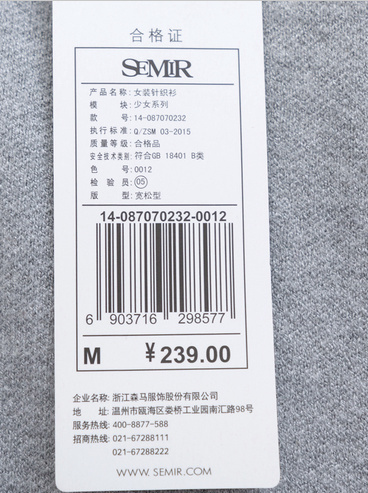 合格证
SEMIR
产品名称:女装针织衫
模 块:少女系列
款 号:14-087070232
执行标准:Q/ZSM 03-2015
质量等级:合格品
安全技术类别:符合GB 18401 B类
色 号:0012
检 验 员:05
版 型:宽松型
14-087070232-0012
6 903716 298577
M ¥239.00
企业名称:浙江森马服饰股份有限公司
地 址:温州市瓯海区娄桥工业园南汇路98号
服务热线:400-8877-588
招商热线:021-67288111
021-67288222
WWW.SEMIR.COM